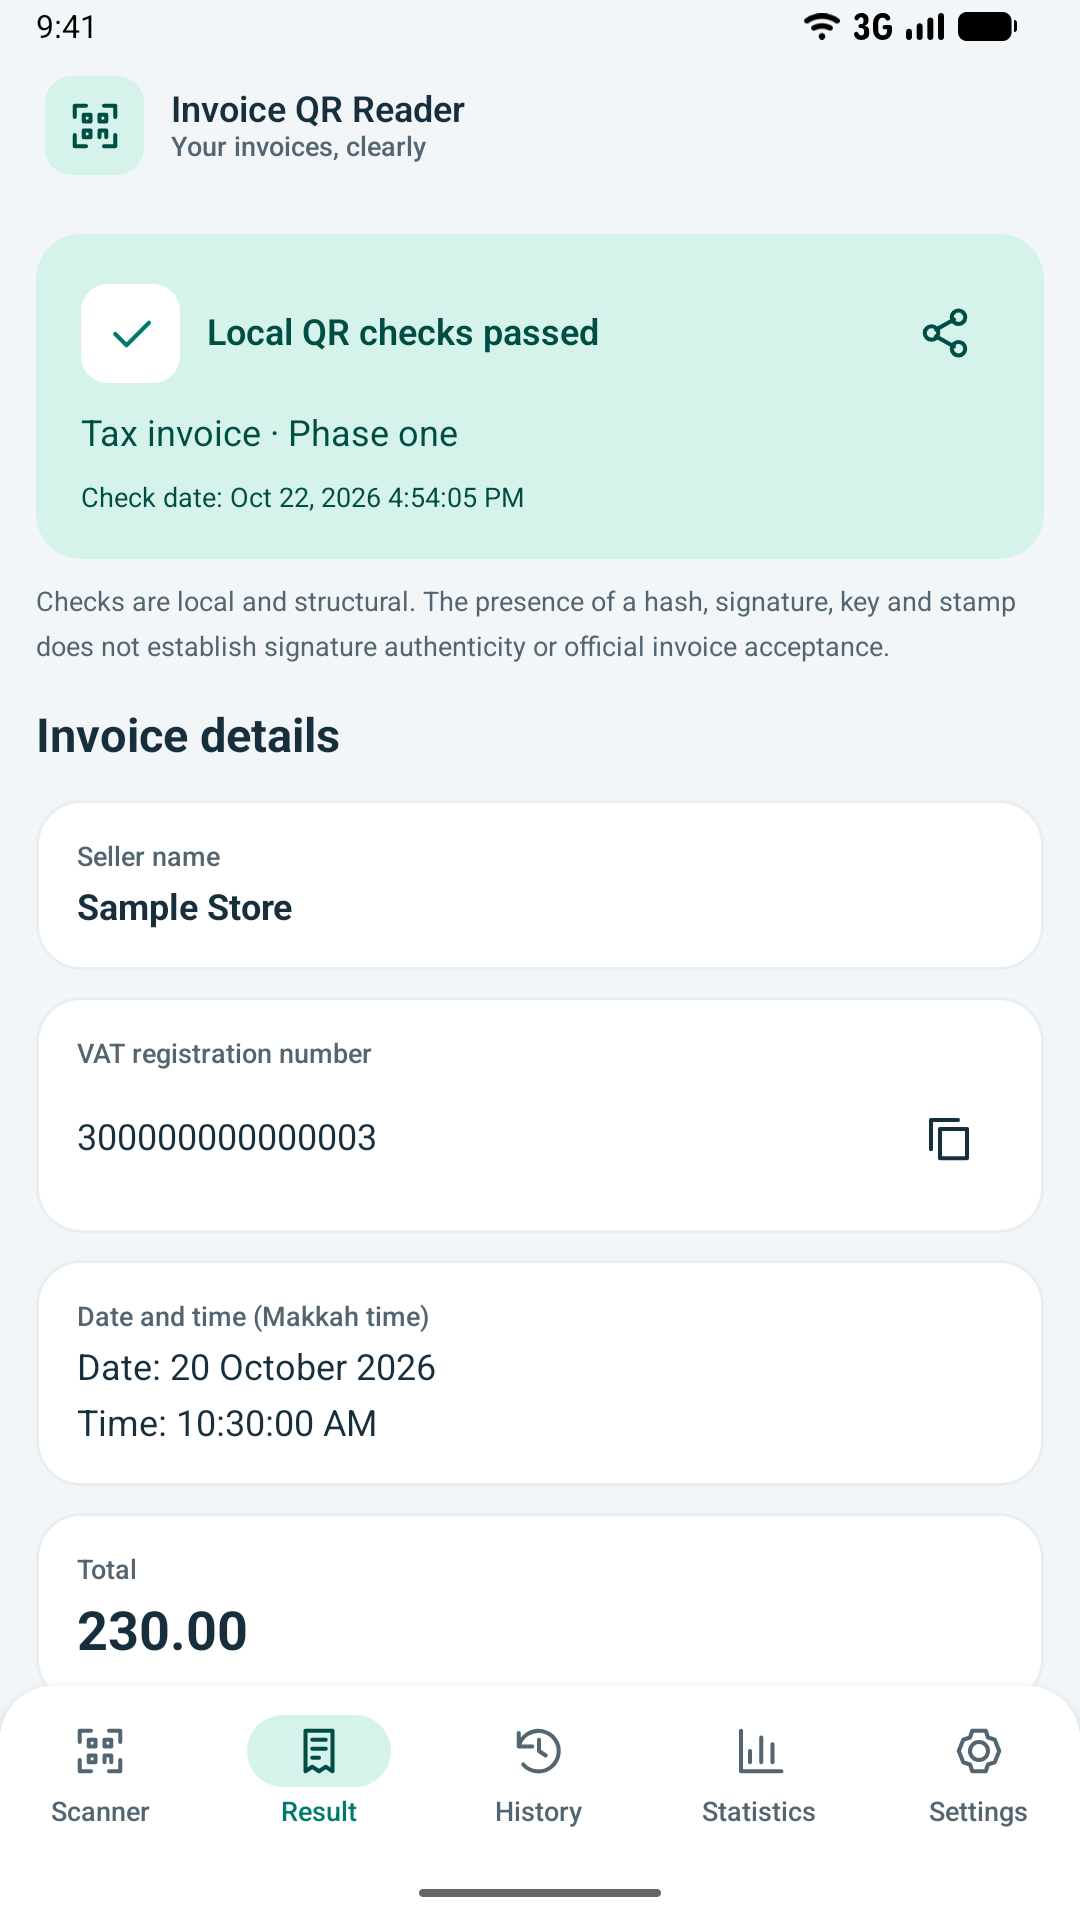 9:41
3G
Invoice QR Reader
Your invoices, clearly
Local QR checks passed
Tax invoice · Phase one
Check date: Oct 22, 2026 4:54:05 PM
Checks are local and structural. The presence of a hash, signature, key and stamp
does not establish signature authenticity or official invoice acceptance.
Invoice details
Seller name
Sample Store
VAT registration number
300000000000003
Date and time (Makkah time)
Date: 20 October 2026
Time: 10:30:00 AM
Total
230.00
Scanner
Result
History
Statistics
Settings